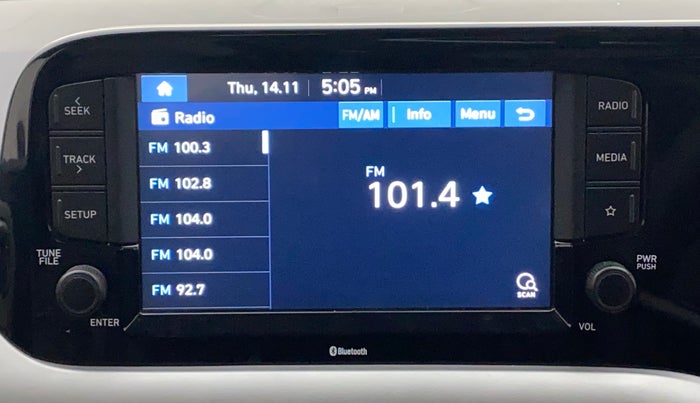 Thu, 14.11 5:05 PM
Radio FM/AM Info Menu
FM 100.3
FM 102.8
FM 104.0
FM 104.0
FM 92.7
FM
101.4
SCAN
< SEEK
TRACK >
SETUP
TUNE
FILE
ENTER
RADIO
MEDIA
PWR
PUSH
VOL
Bluetooth